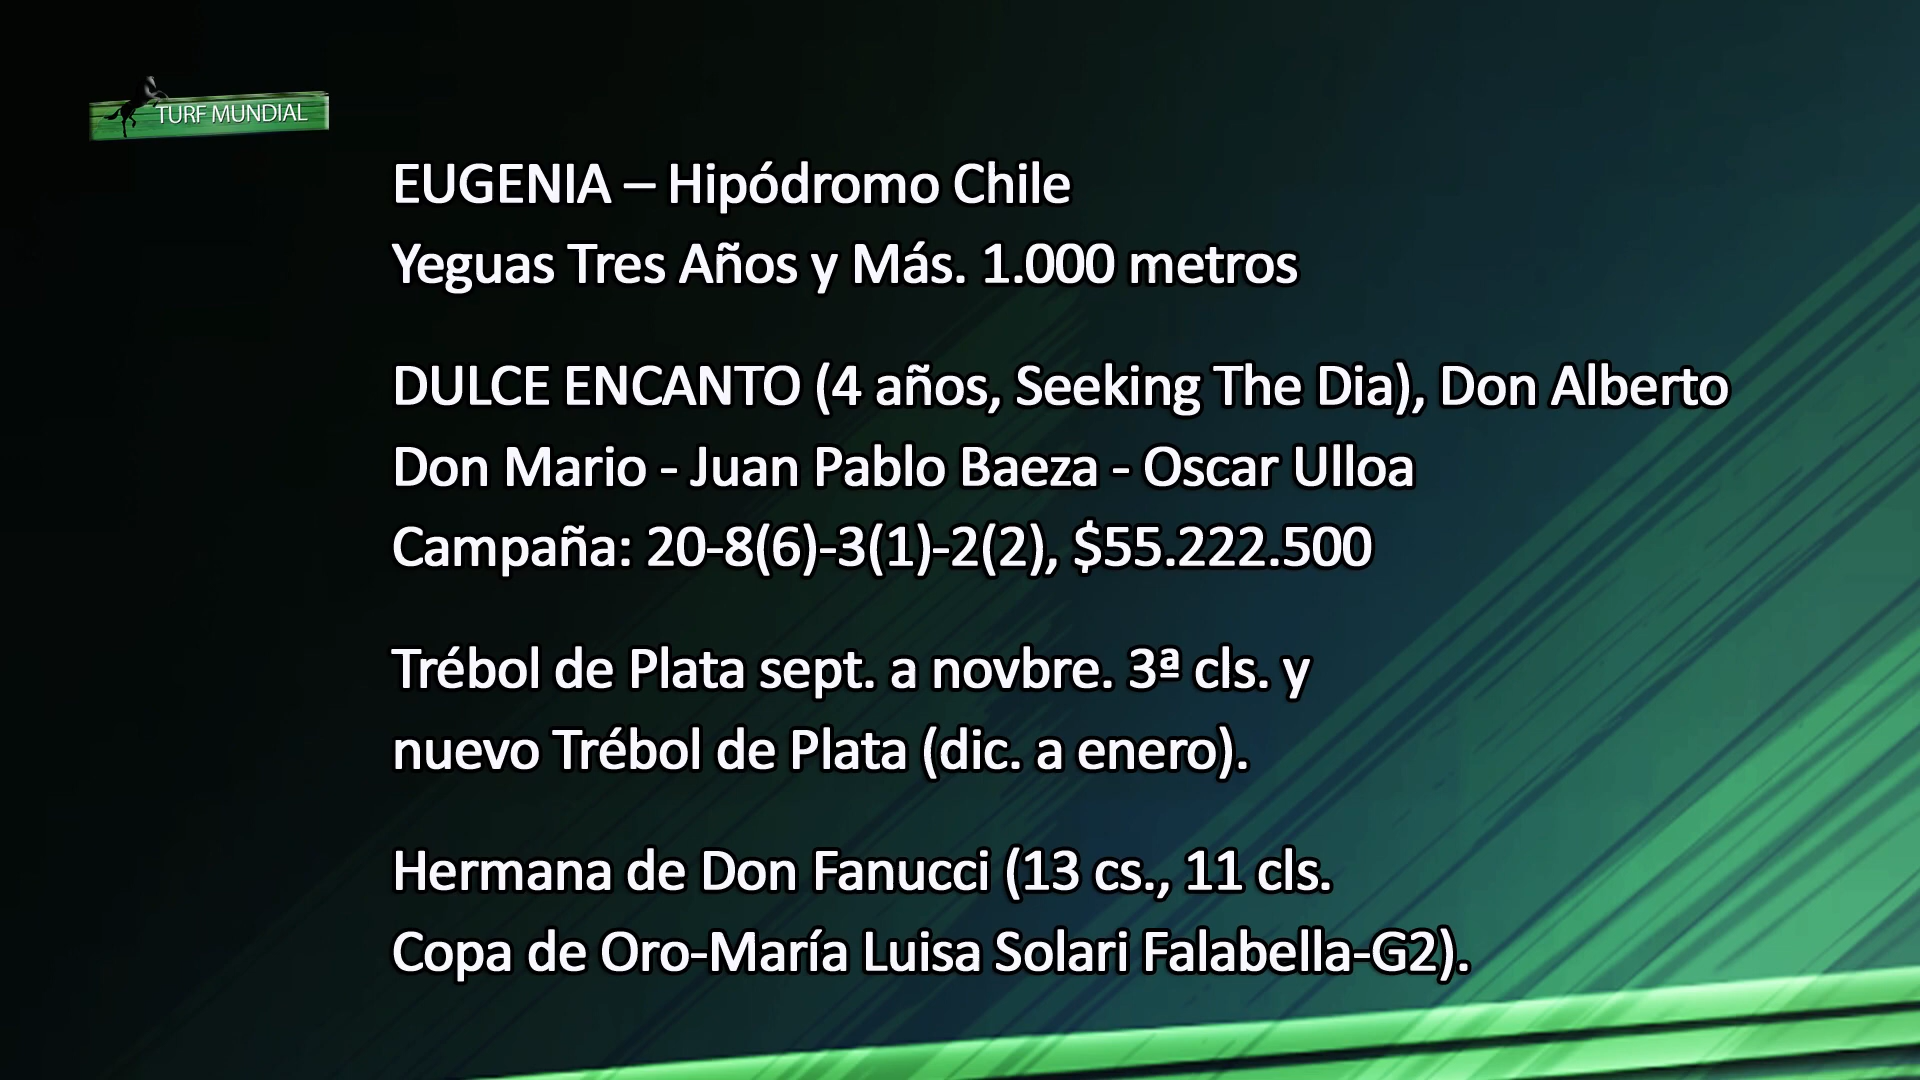 TURF MUNDIAL
EUGENIA – Hipódromo Chile
Yeguas Tres Años y Más. 1.000 metros
DULCE ENCANTO (4 años, Seeking The Dia), Don Alberto
Don Mario - Juan Pablo Baeza - Oscar Ulloa
Campaña: 20-8(6)-3(1)-2(2), $55.222.500
Trébol de Plata sept. a novbre. 3ª cls. y
nuevo Trébol de Plata (dic. a enero).
Hermana de Don Fanucci (13 cs., 11 cls.
Copa de Oro-María Luisa Solari Falabella-G2).